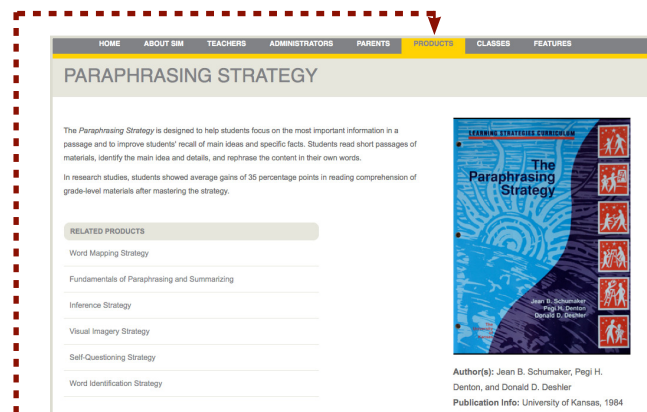 HOME ABOUT SIM TEACHERS ADMINISTRATORS PARENTS PRODUCTS CLASSES FEATURES
PARAPHRASING STRATEGY
The Paraphrasing Strategy is designed to help students focus on the most important information in a
passage and to improve students' recall of main ideas and specific facts. Students read short passages of
materials, identify the main idea and details, and rephrase the content in their own words.
In research studies, students showed average gains of 35 percentage points in reading comprehension of
grade-level materials after mastering the strategy.
RELATED PRODUCTS
Word Mapping Strategy
Fundamentals of Paraphrasing and Summarizing
Inference Strategy
Visual Imagery Strategy
Self-Questioning Strategy
Word Identification Strategy
LEARNING STRATEGIES CURRICULUM
The
Paraphrasing
Strategy
Jean B. Schumaker
Pegi H. Denton
Donald D. Deshler
Author(s): Jean B. Schumaker, Pegi H.
Denton, and Donald D. Deshler
Publication Info: University of Kansas, 1984